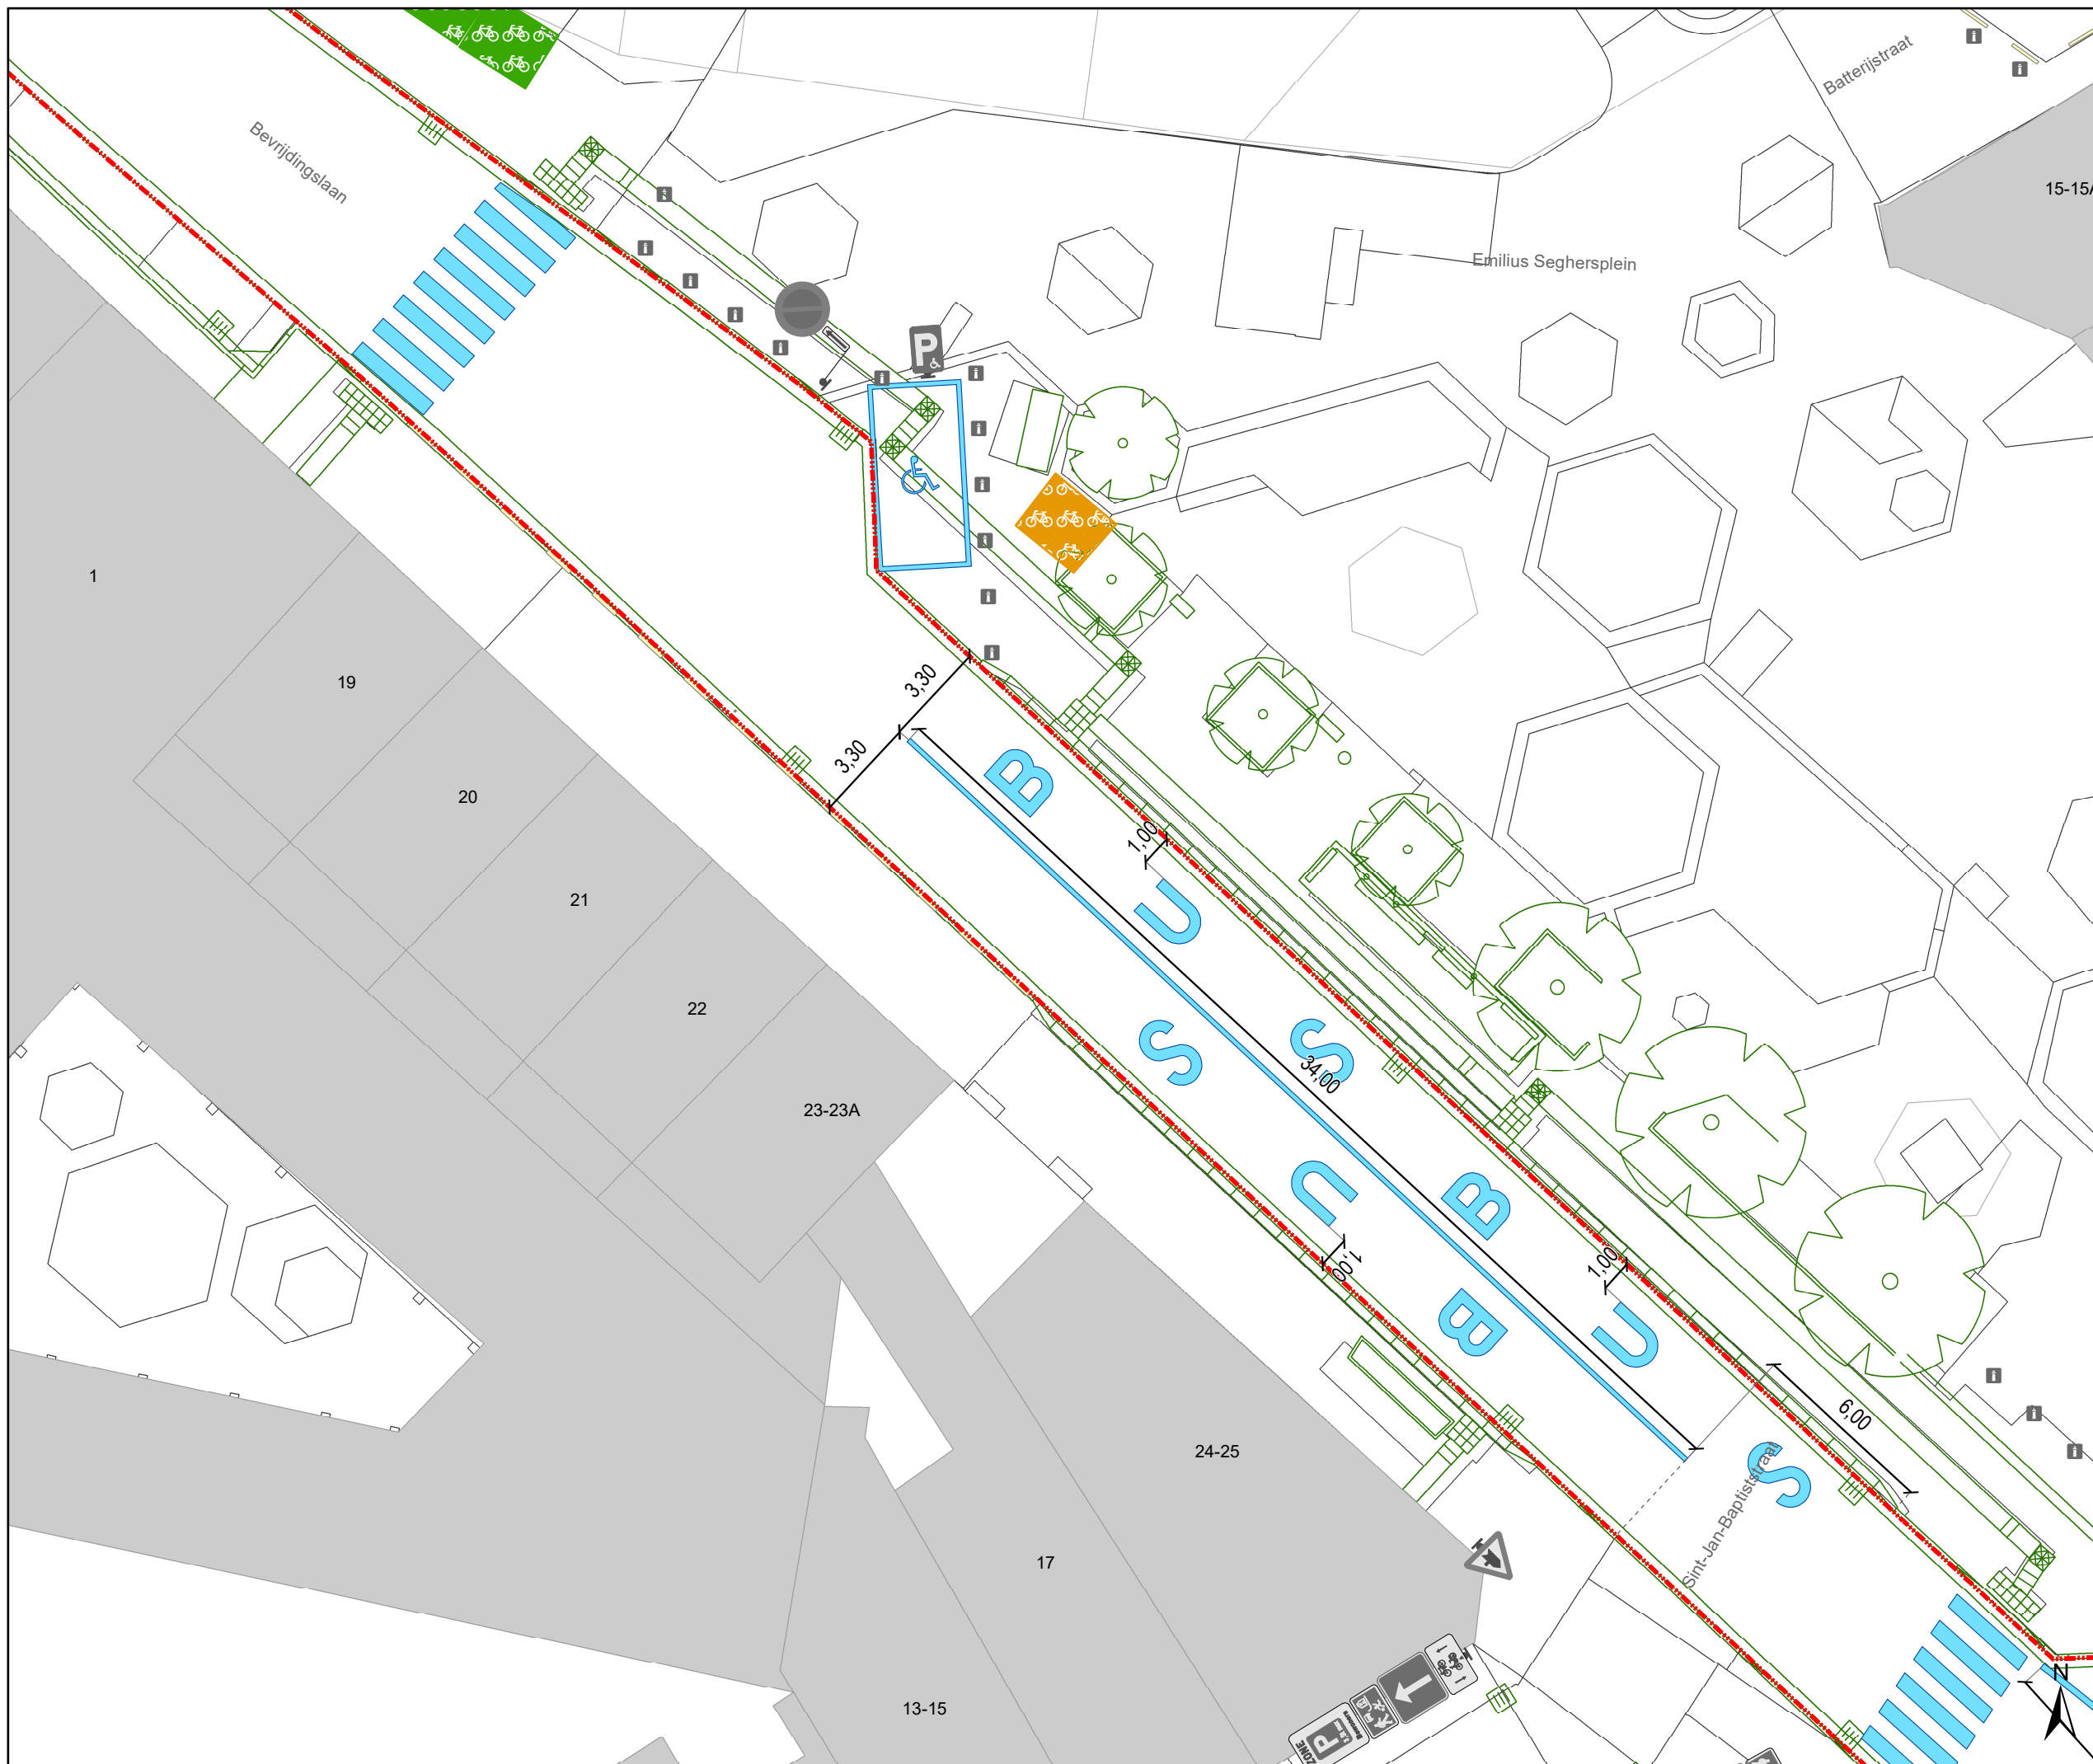 Bevrijdingslaan
Batterijstraat
15-15A
Emilius Seghersplein
P
1
19
20
21
22
23-23A
24-25
17
13-15
3,30
3,30
B
U
S
1,00
34,00
S
U
B
1,00
B
U
S
1,00
6,00
Sint-Jan-Baptiststraat
P
ZONE
N